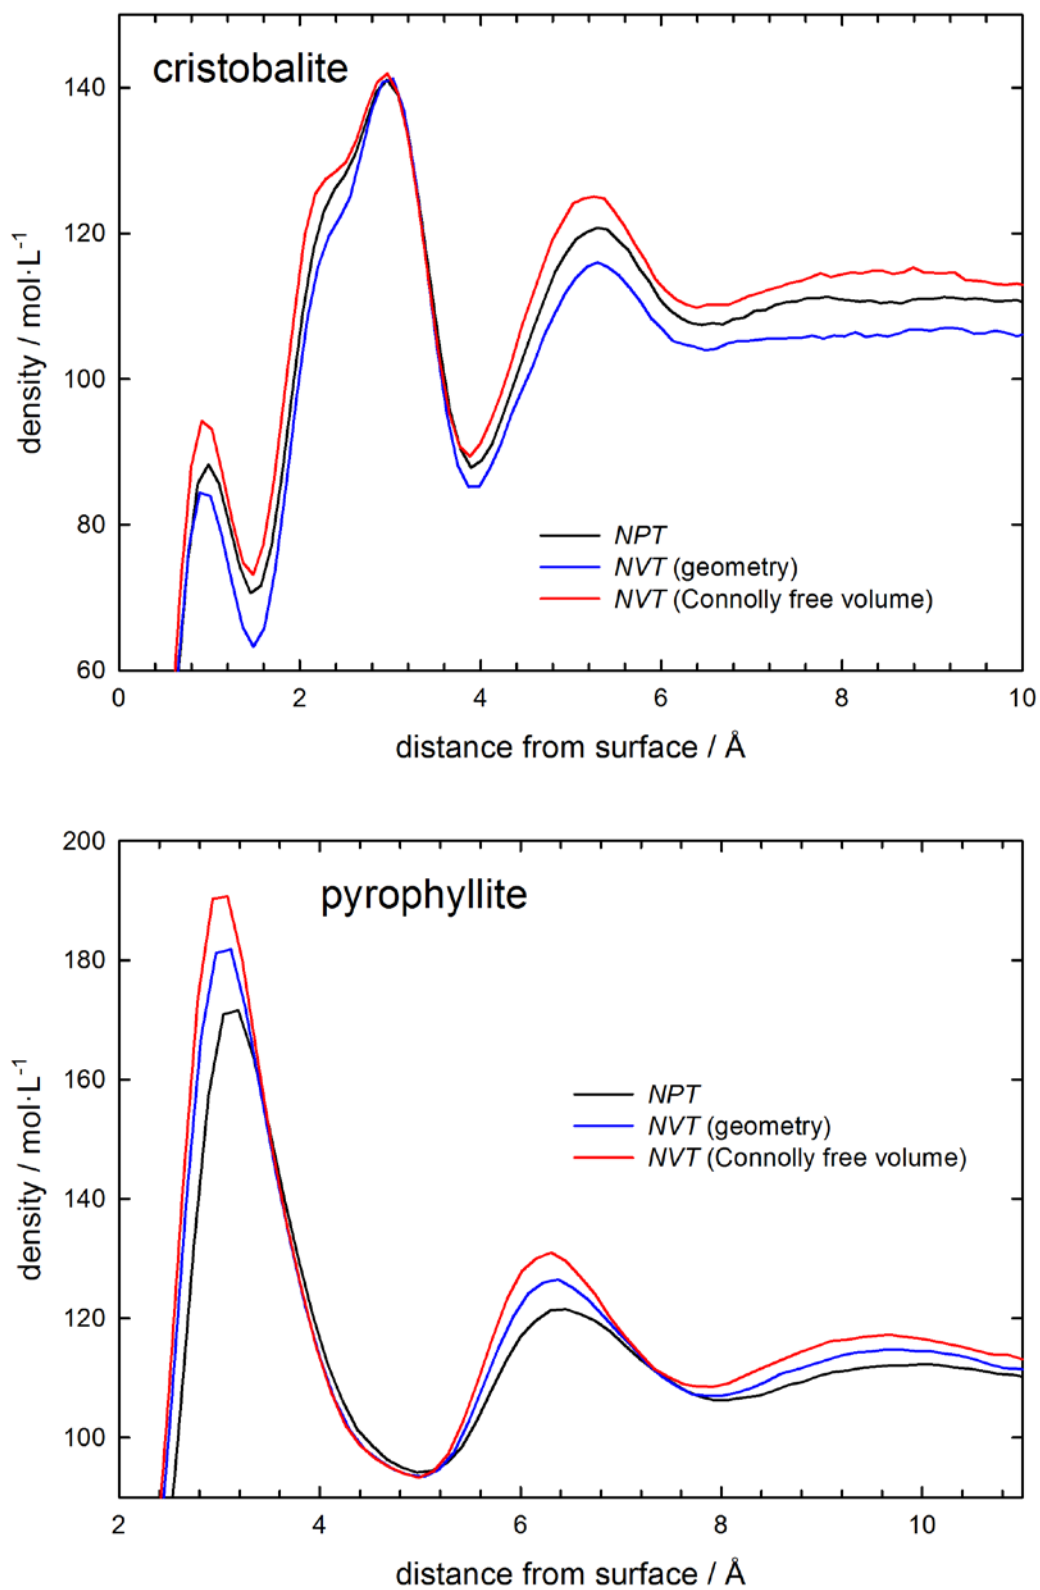 cristobalite
140
120
100
80
60
density / mol·L⁻¹
NPT
NVT (geometry)
NVT (Connolly free volume)
0 2 4 6 8 10
distance from surface / Å
200
180
160
140
120
100
density / mol·L⁻¹
pyrophyllite
NPT
NVT (geometry)
NVT (Connolly free volume)
2 4 6 8 10
distance from surface / Å